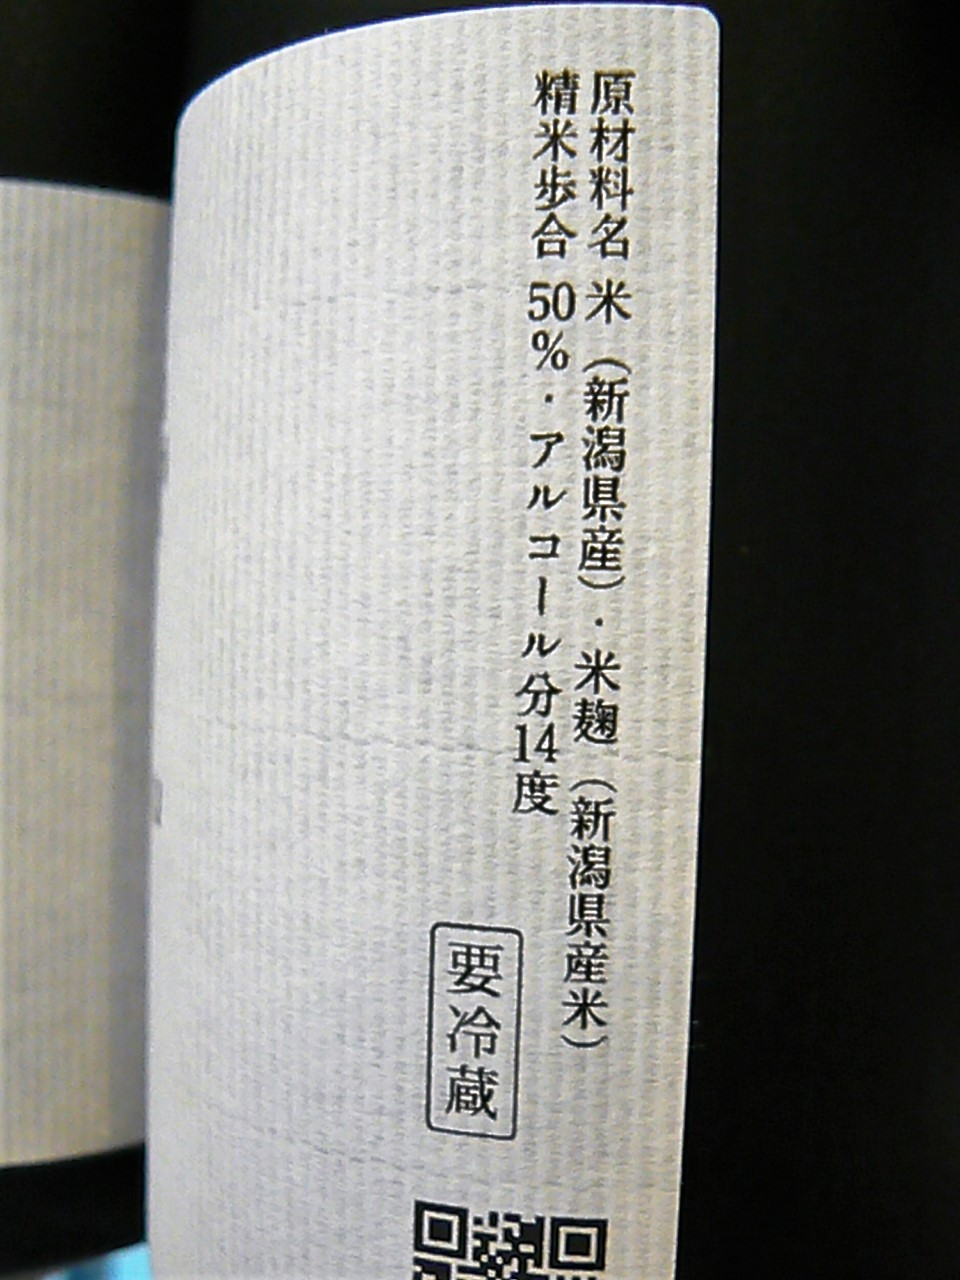 原材料名 米（新潟県産）・米麹（新潟県産米）
精米歩合 50%・アルコール分14度
要冷蔵